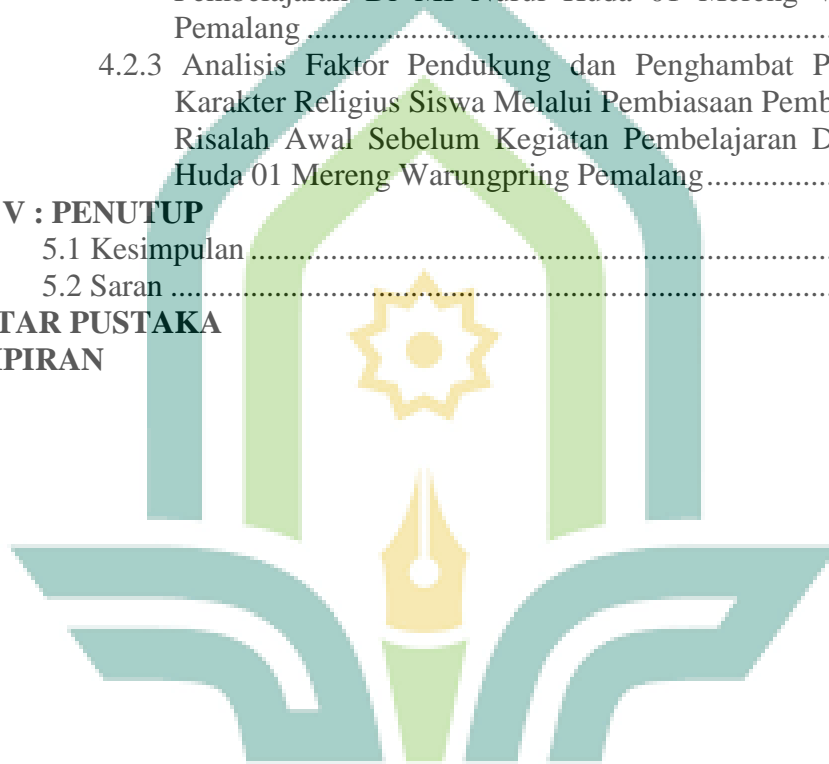 Pemalang ........................................................
4.2.3 Analisis Faktor Pendukung dan Penghambat
Karakter Religius Siswa Melalui Pembiasaan
Risalah Awal Sebelum Kegiatan Pembelajaran
Huda 01 Mereng Warungpring Pemalang ................
V : PENUTUP
5.1 Kesimpulan ........................................................
5.2 Saran ........................................................
TAR PUSTAKA
PIRAN